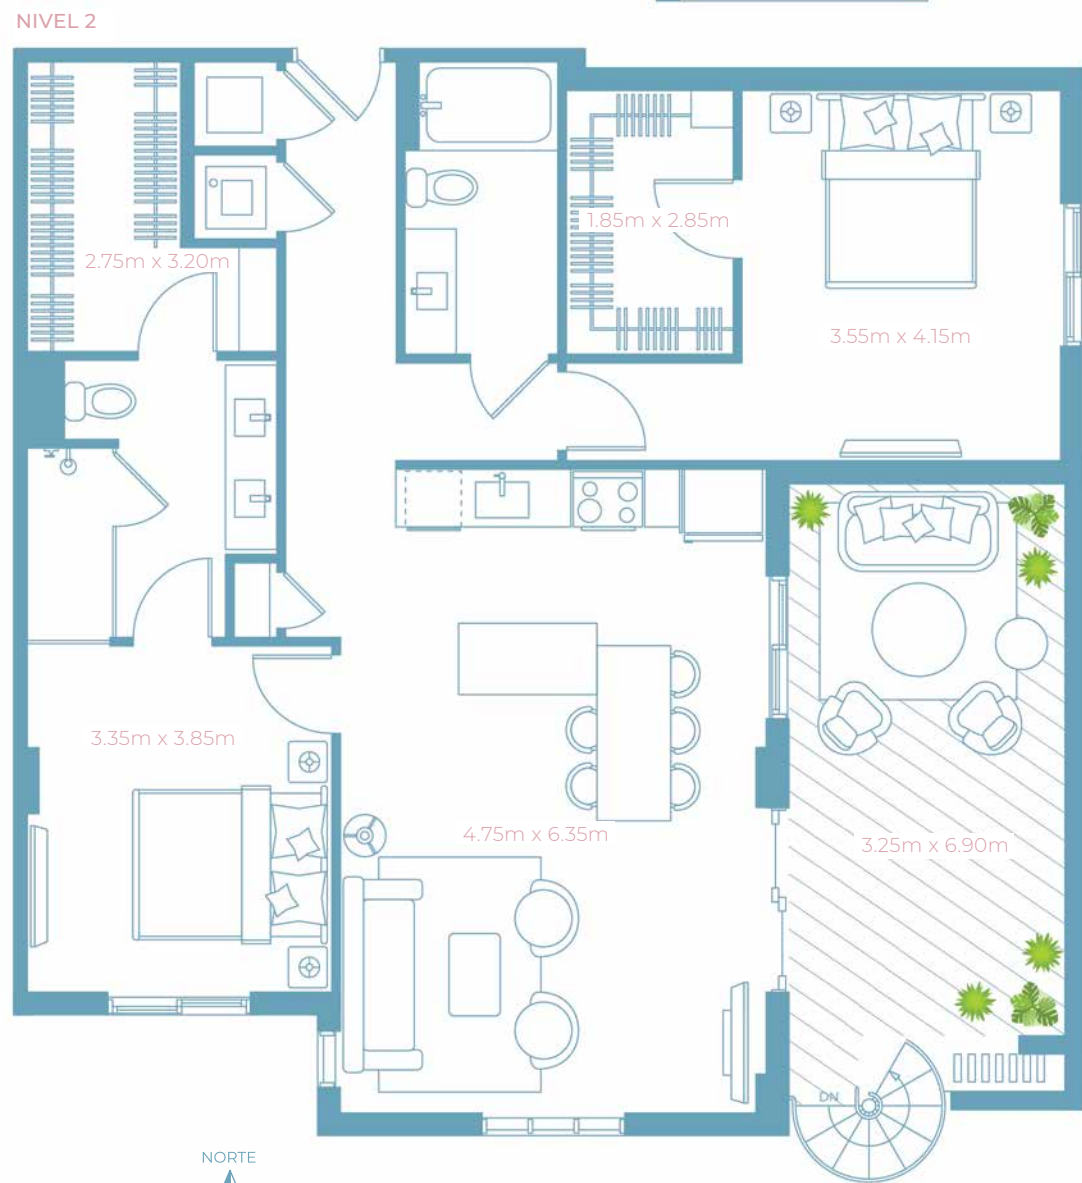 NIVEL 2
1.85m x 2.85m
2.75m x 3.20m
3.55m x 4.15m
3.35m x 3.85m
4.75m x 6.35m
3.25m x 6.90m
DN
NORTE